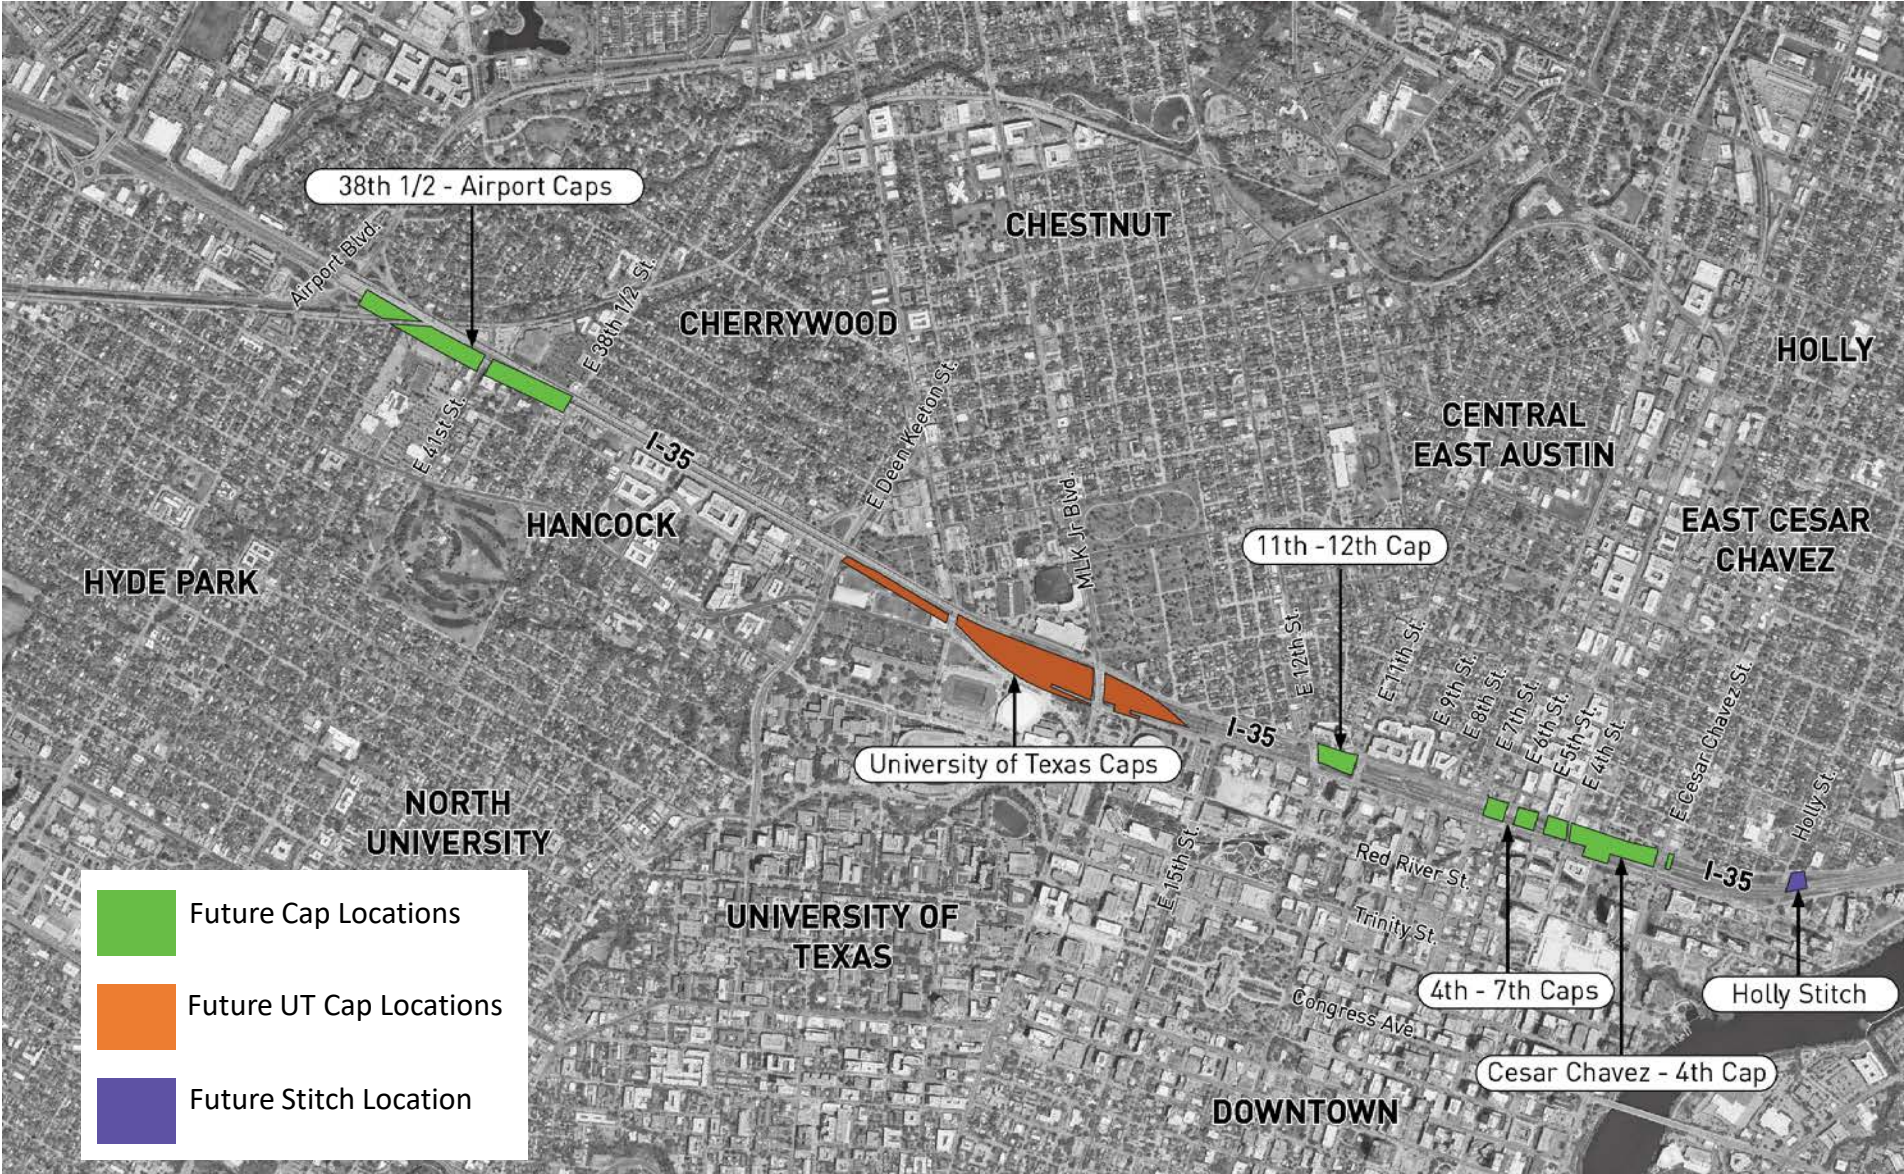 38th 1/2 - Airport Caps
CHESTNUT
Airport Blvd.
E 38th 1/2 St.
CHERRYWOOD
HOLLY
E 41st St.
E Deen Keeton St.
CENTRAL
EAST AUSTIN
I-35
HANCOCK
MLK Jr Blvd.
EAST CESAR
CHAVEZ
11th -12th Cap
HYDE PARK
E 12th St.
E 11th St.
E 9th St.
E 8th St.
E 7th St.
E 6th St.
E 5th St.
E 4th St.
E Cesar Chavez St.
Holly St.
I-35
University of Texas Caps
NORTH
UNIVERSITY
E 15th St.
Red River St.
I-35
Trinity St.
UNIVERSITY OF
TEXAS
4th - 7th Caps
Holly Stitch
Congress Ave
Cesar Chavez - 4th Cap
DOWNTOWN
Future Cap Locations
Future UT Cap Locations
Future Stitch Location